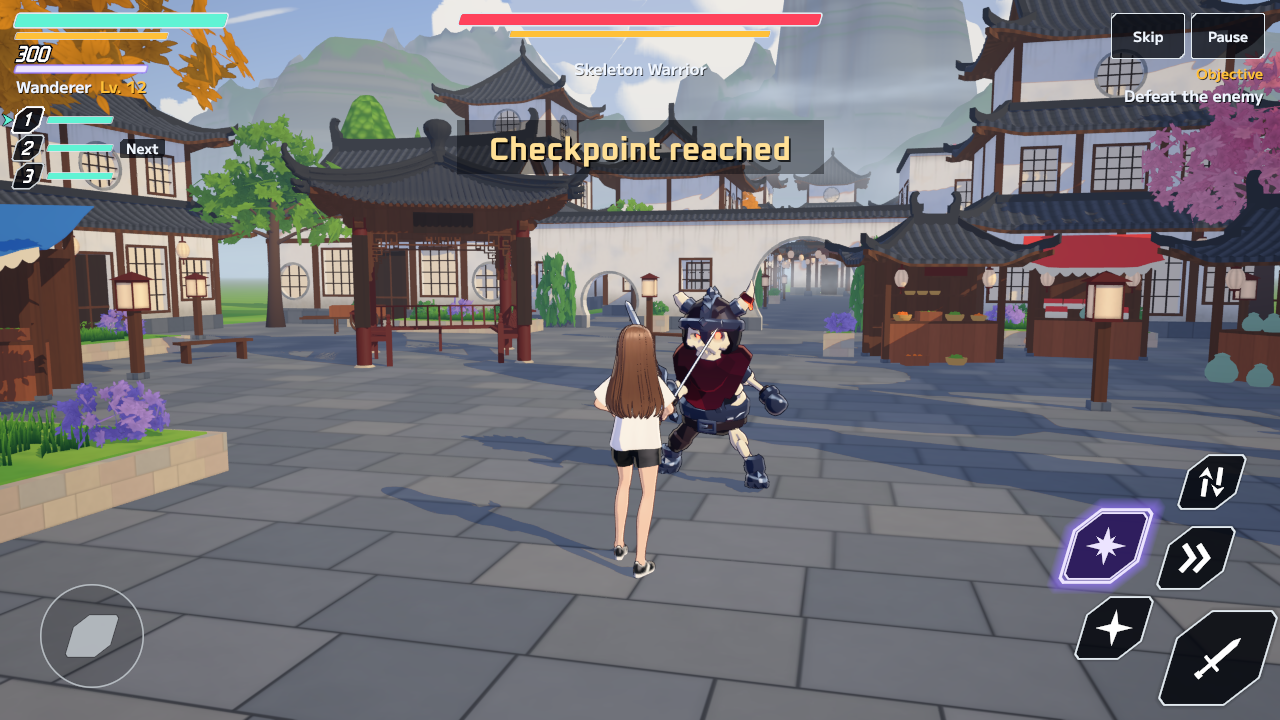 Skip
Pause
300
Skeleton Warrior
Objective
Wanderer Lv. 12
Defeat the enemy
1
2
Next
3
Checkpoint reached